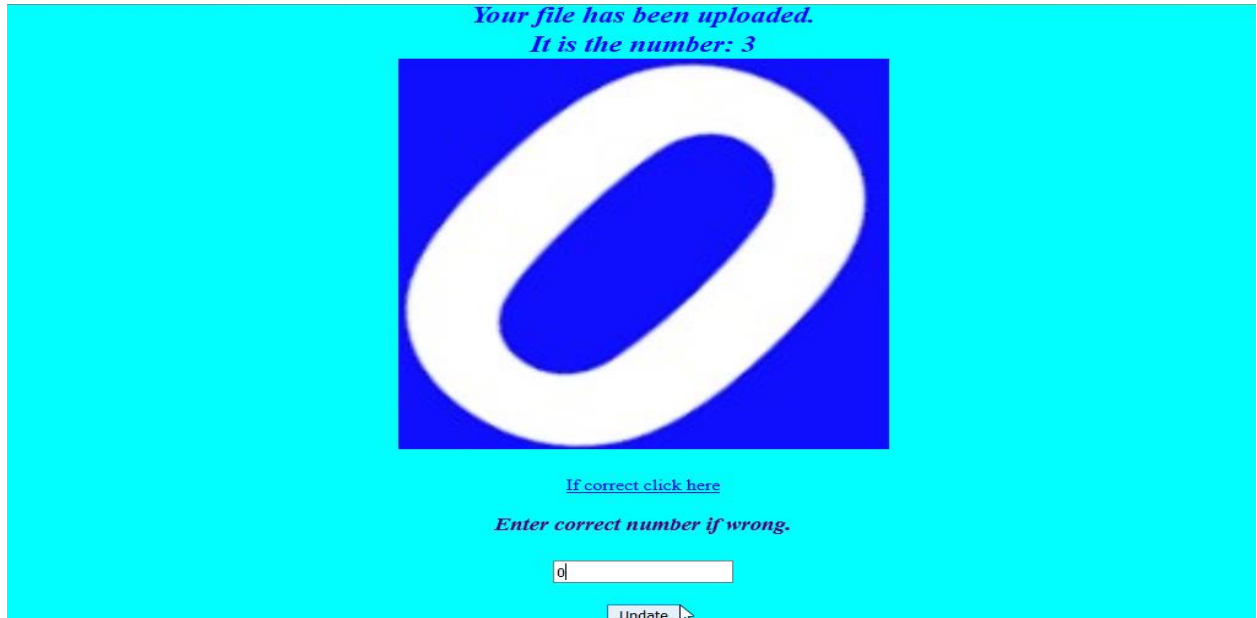 Your file has been uploaded.
It is the number: 3
0
If correct click here
Enter correct number if wrong.
0
Update